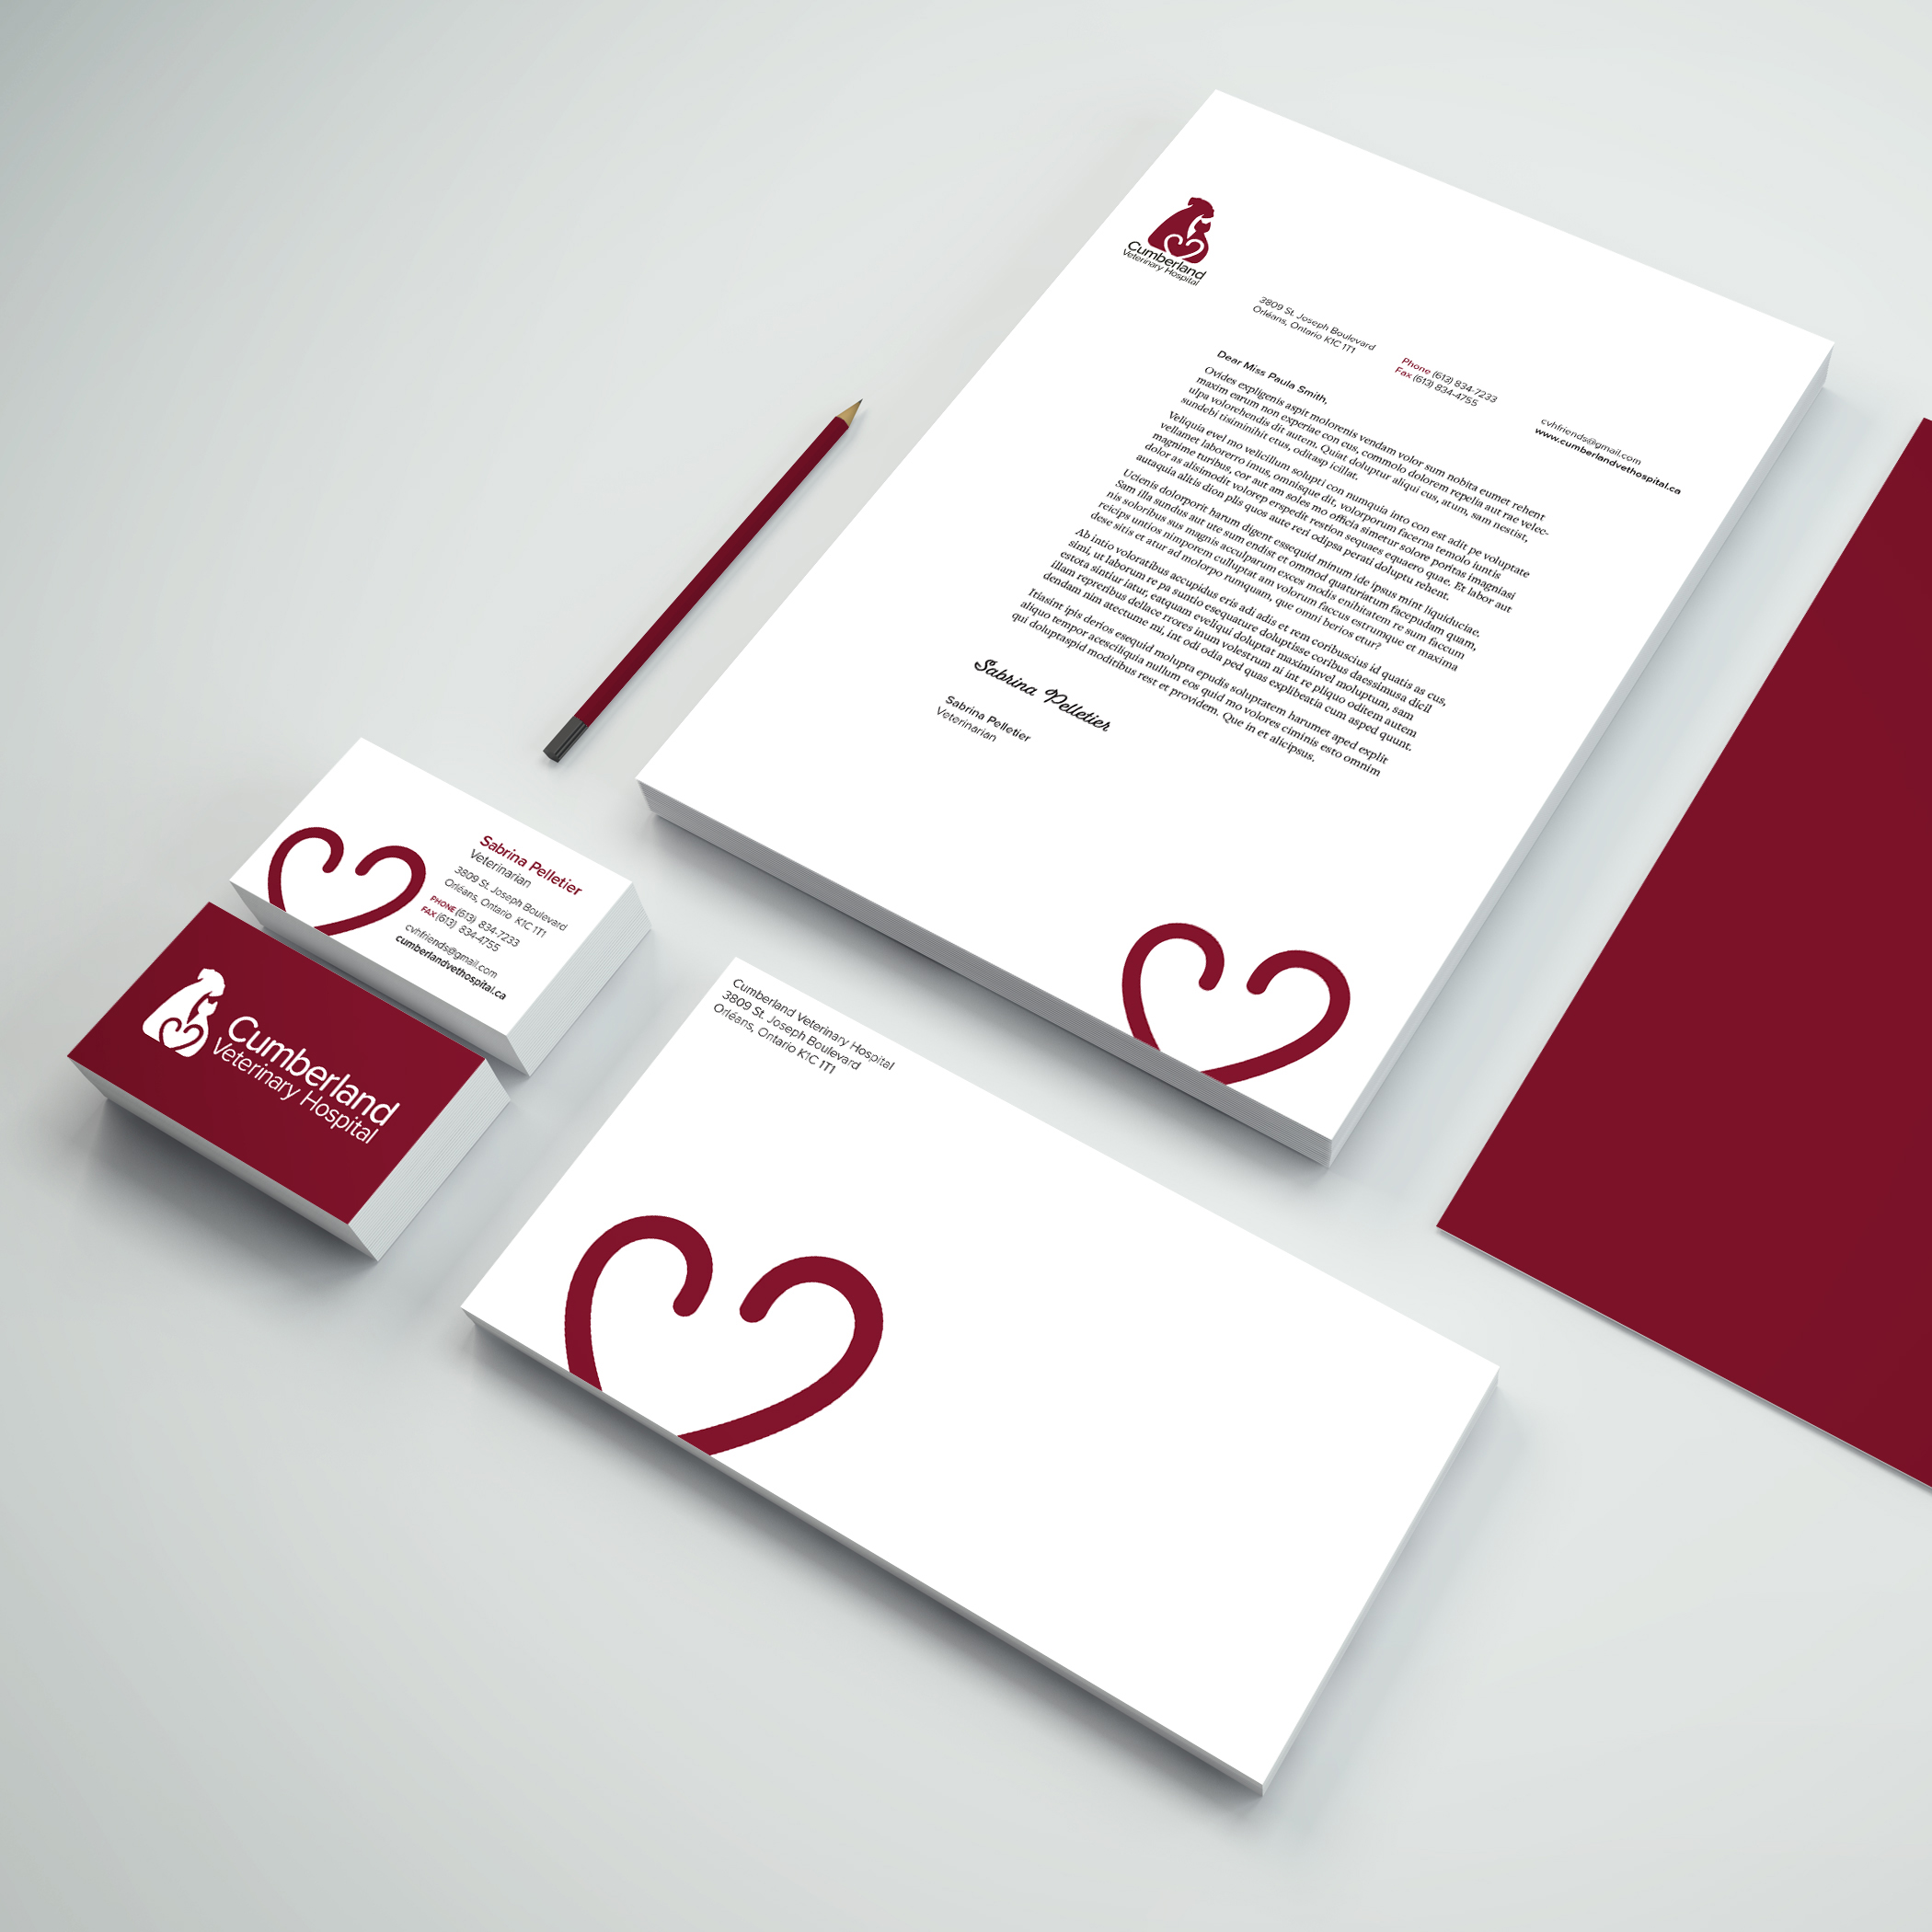 Cumberland
Veterinary Hospital
3809 St. Joseph Boulevard
Orléans, Ontario K1C 1T1
Phone (613) 834-7233
Fax (613) 834-4755
cvhfriends@gmail.com
www.cumberlandvethospital.ca
Dear Miss Paula Smith,
Ovides expligenis aspit molorenis vendam volor sum nobita eumet rehent
maxim earum non experiae con cus, commolo dolorem repelia aut rae velec-
ulpa volorehendis dit autem. Quiat doluptur aliqui cus, at um, sam nestist,
sundebi tisiminihit etus, oditasp icillat.
Veliquia evel mo velicillum solupti con numquia into con est adit pe voluptate
vellamet laborerro imus, omnisque dit, volorporum facerna temolo iuntis
magnime turibus, cor aut am soles mo officia simetur solore poritas imagniasi
dolor as alisimodit volorep erspedit restion sequaes equaero quae. Et labor aut
autaquia alitis dion plis quos aute reri odipsa perati doluptu rehent.
Ucienis dolorporit harum digent essequid minum ide ipsus mint liquiduciae.
Sam illa sundus aut ute sum endist et ommod quaturiatum facepudam quam,
nis soloribus sus magnis acculparum exces modis enihitatem re sum faccum
reicips untios nimporem culluptat am volorum faccus estrumque et maxima
dese sitis et atur ad molorpo rumquam, que omni berios etur?
Ab intio voloratibus accupidus eris adi adis et rem coribuscius id quatis as cus,
simi, ut laborum re pa suntio esequature doluptisse coribus daessimusa dicil
estota sintiur iatur, eatquam eveliqui doluptat maximinvel moluptum, sam
illam repreribus dellace rrores inum volestrum ni int re pliquo oditem autem
dendam nim atectume ni, int odi odia ped quas explibeatia cum asped quunt.
Itiasint ipis derios esequid molupta epudis soluptatem harumet aped explit
aliquo tempor acesciliquia nullum eos quid mo volores ciminis esto omnim
qui doluptaspid moditibus rest et providem. Que in et alicipsus.
Sabrina Pelletier
Sabrina Pelletier
Veterinarian
Sabrina Pelletier
Veterinarian
3809 St. Joseph Boulevard
Orléans, Ontario K1C 1T1
PHONE (613) 834-7233
FAX (613) 834-4755
cvhfriends@gmail.com
cumberlandvethospital.ca
Cumberland
Veterinary Hospital
Cumberland Veterinary Hospital
3809 St. Joseph Boulevard
Orléans, Ontario K1C 1T1